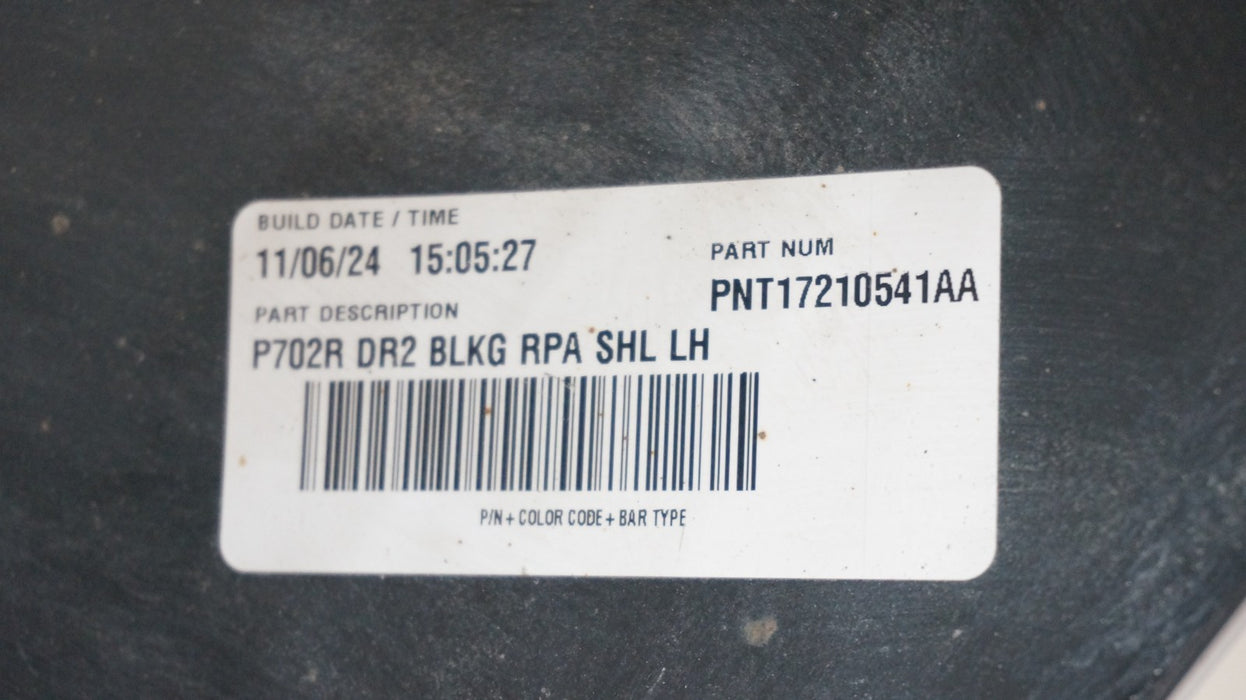 BUILD DATE / TIME
11/06/24 15:05:27
PART NUM
PNT17210541AA
PART DESCRIPTION
P702R DR2 BLKG RPA SHL LH
P/N + COLOR CODE + BAR TYPE